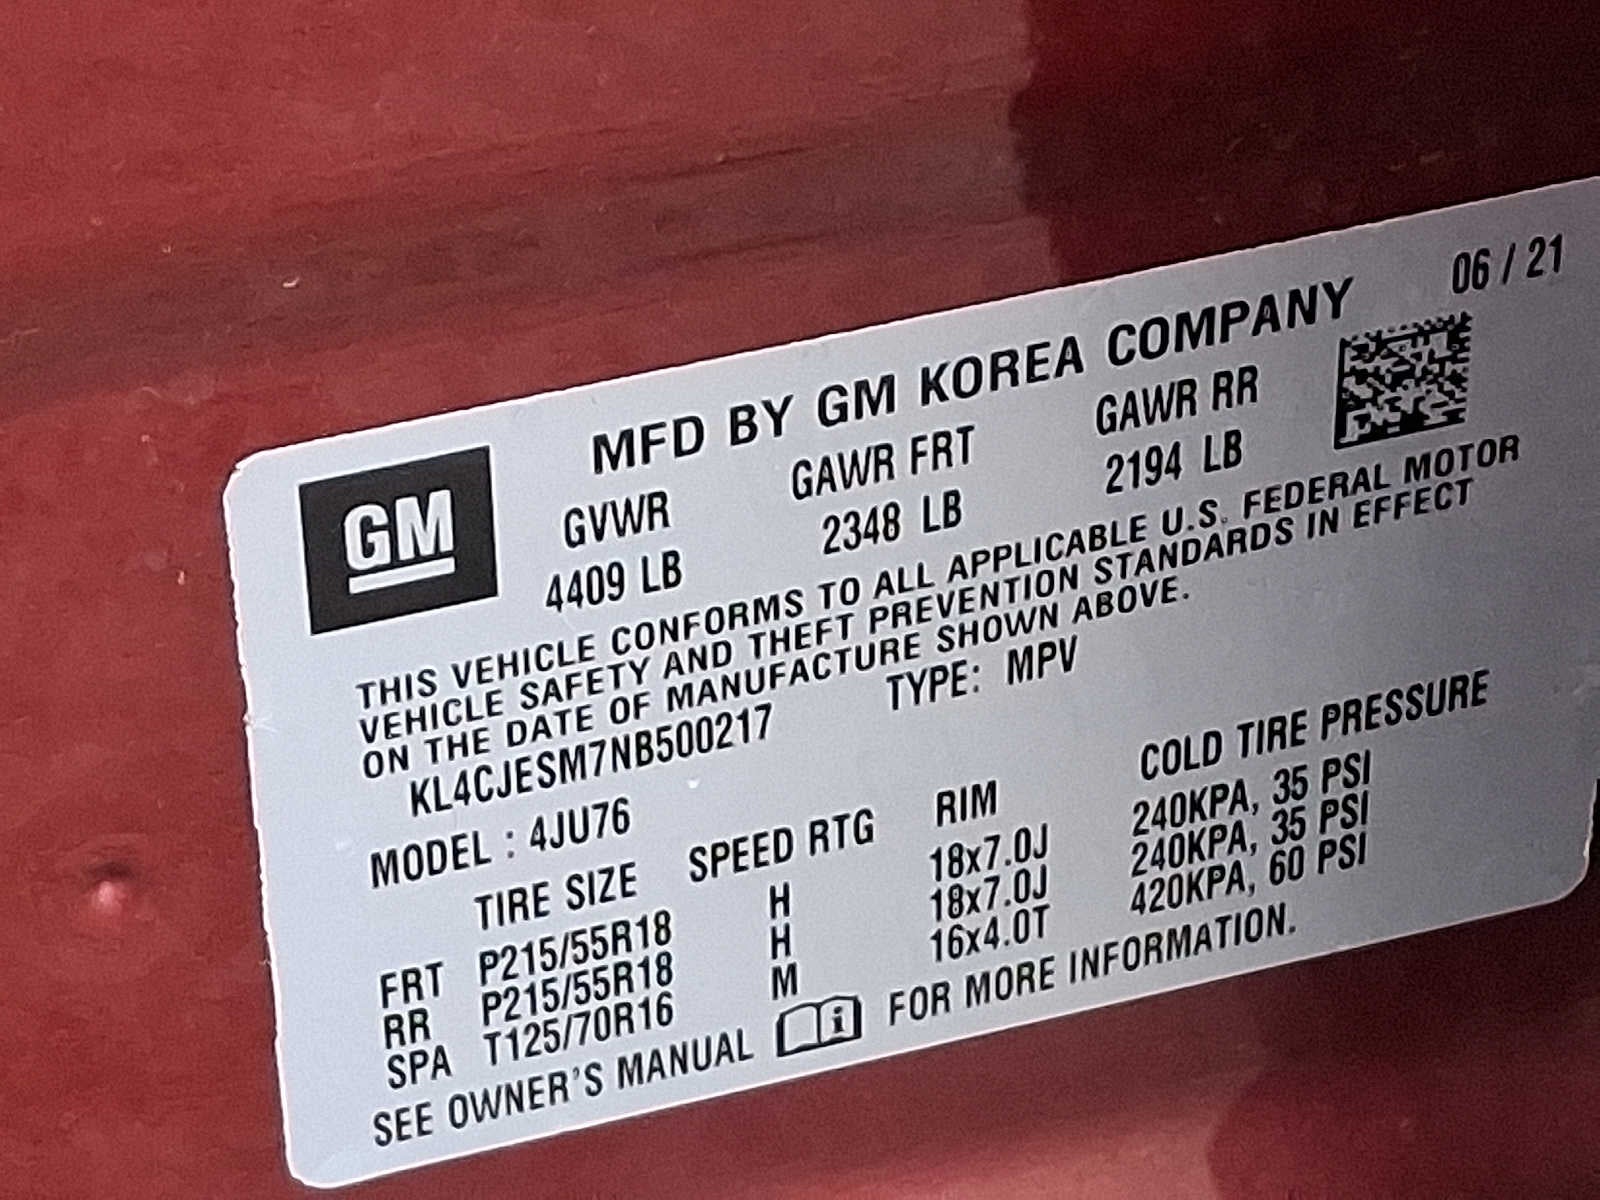 06 / 21
MFD BY GM KOREA COMPANY
GM
GVWR GAWR FRT GAWR RR
4409 LB 2348 LB 2194 LB
THIS VEHICLE CONFORMS TO ALL APPLICABLE U.S. FEDERAL MOTOR
VEHICLE SAFETY AND THEFT PREVENTION STANDARDS IN EFFECT
ON THE DATE OF MANUFACTURE SHOWN ABOVE.
KL4CJESM7NB500217 TYPE: MPV
MODEL : 4JU76
TIRE SIZE SPEED RTG RIM COLD TIRE PRESSURE
FRT P215/55R18 H 18x7.0J 240KPA, 35 PSI
RR P215/55R18 H 18x7.0J 240KPA, 35 PSI
SPA T125/70R16 M 16x4.0T 420KPA, 60 PSI
SEE OWNER'S MANUAL i FOR MORE INFORMATION.